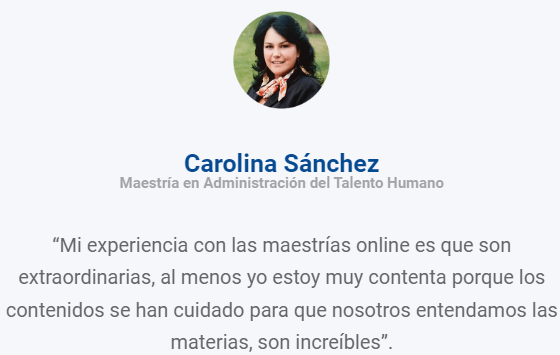 Carolina Sánchez
Maestría en Administración del Talento Humano
“Mi experiencia con las maestrías online es que son
extraordinarias, al menos yo estoy muy contenta porque los
contenidos se han cuidado para que nosotros entendamos las
materias, son increíbles”.